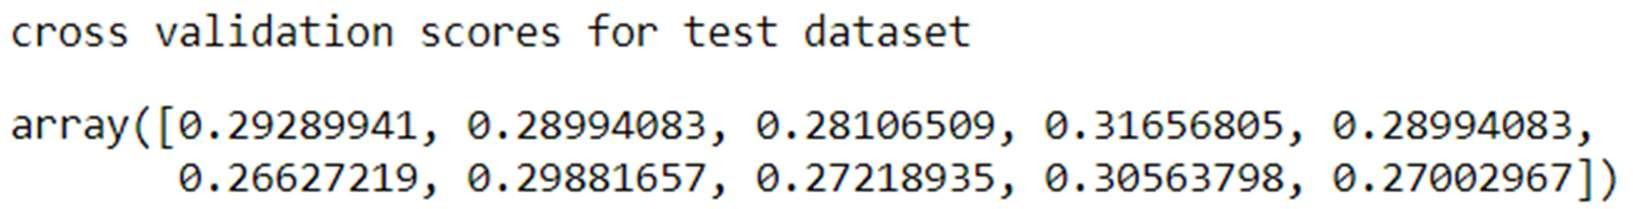 cross validation scores for test dataset
array([0.29289941, 0.28994083, 0.28106509, 0.31656805, 0.28994083,
0.26627219, 0.29881657, 0.27218935, 0.30563798, 0.27002967])